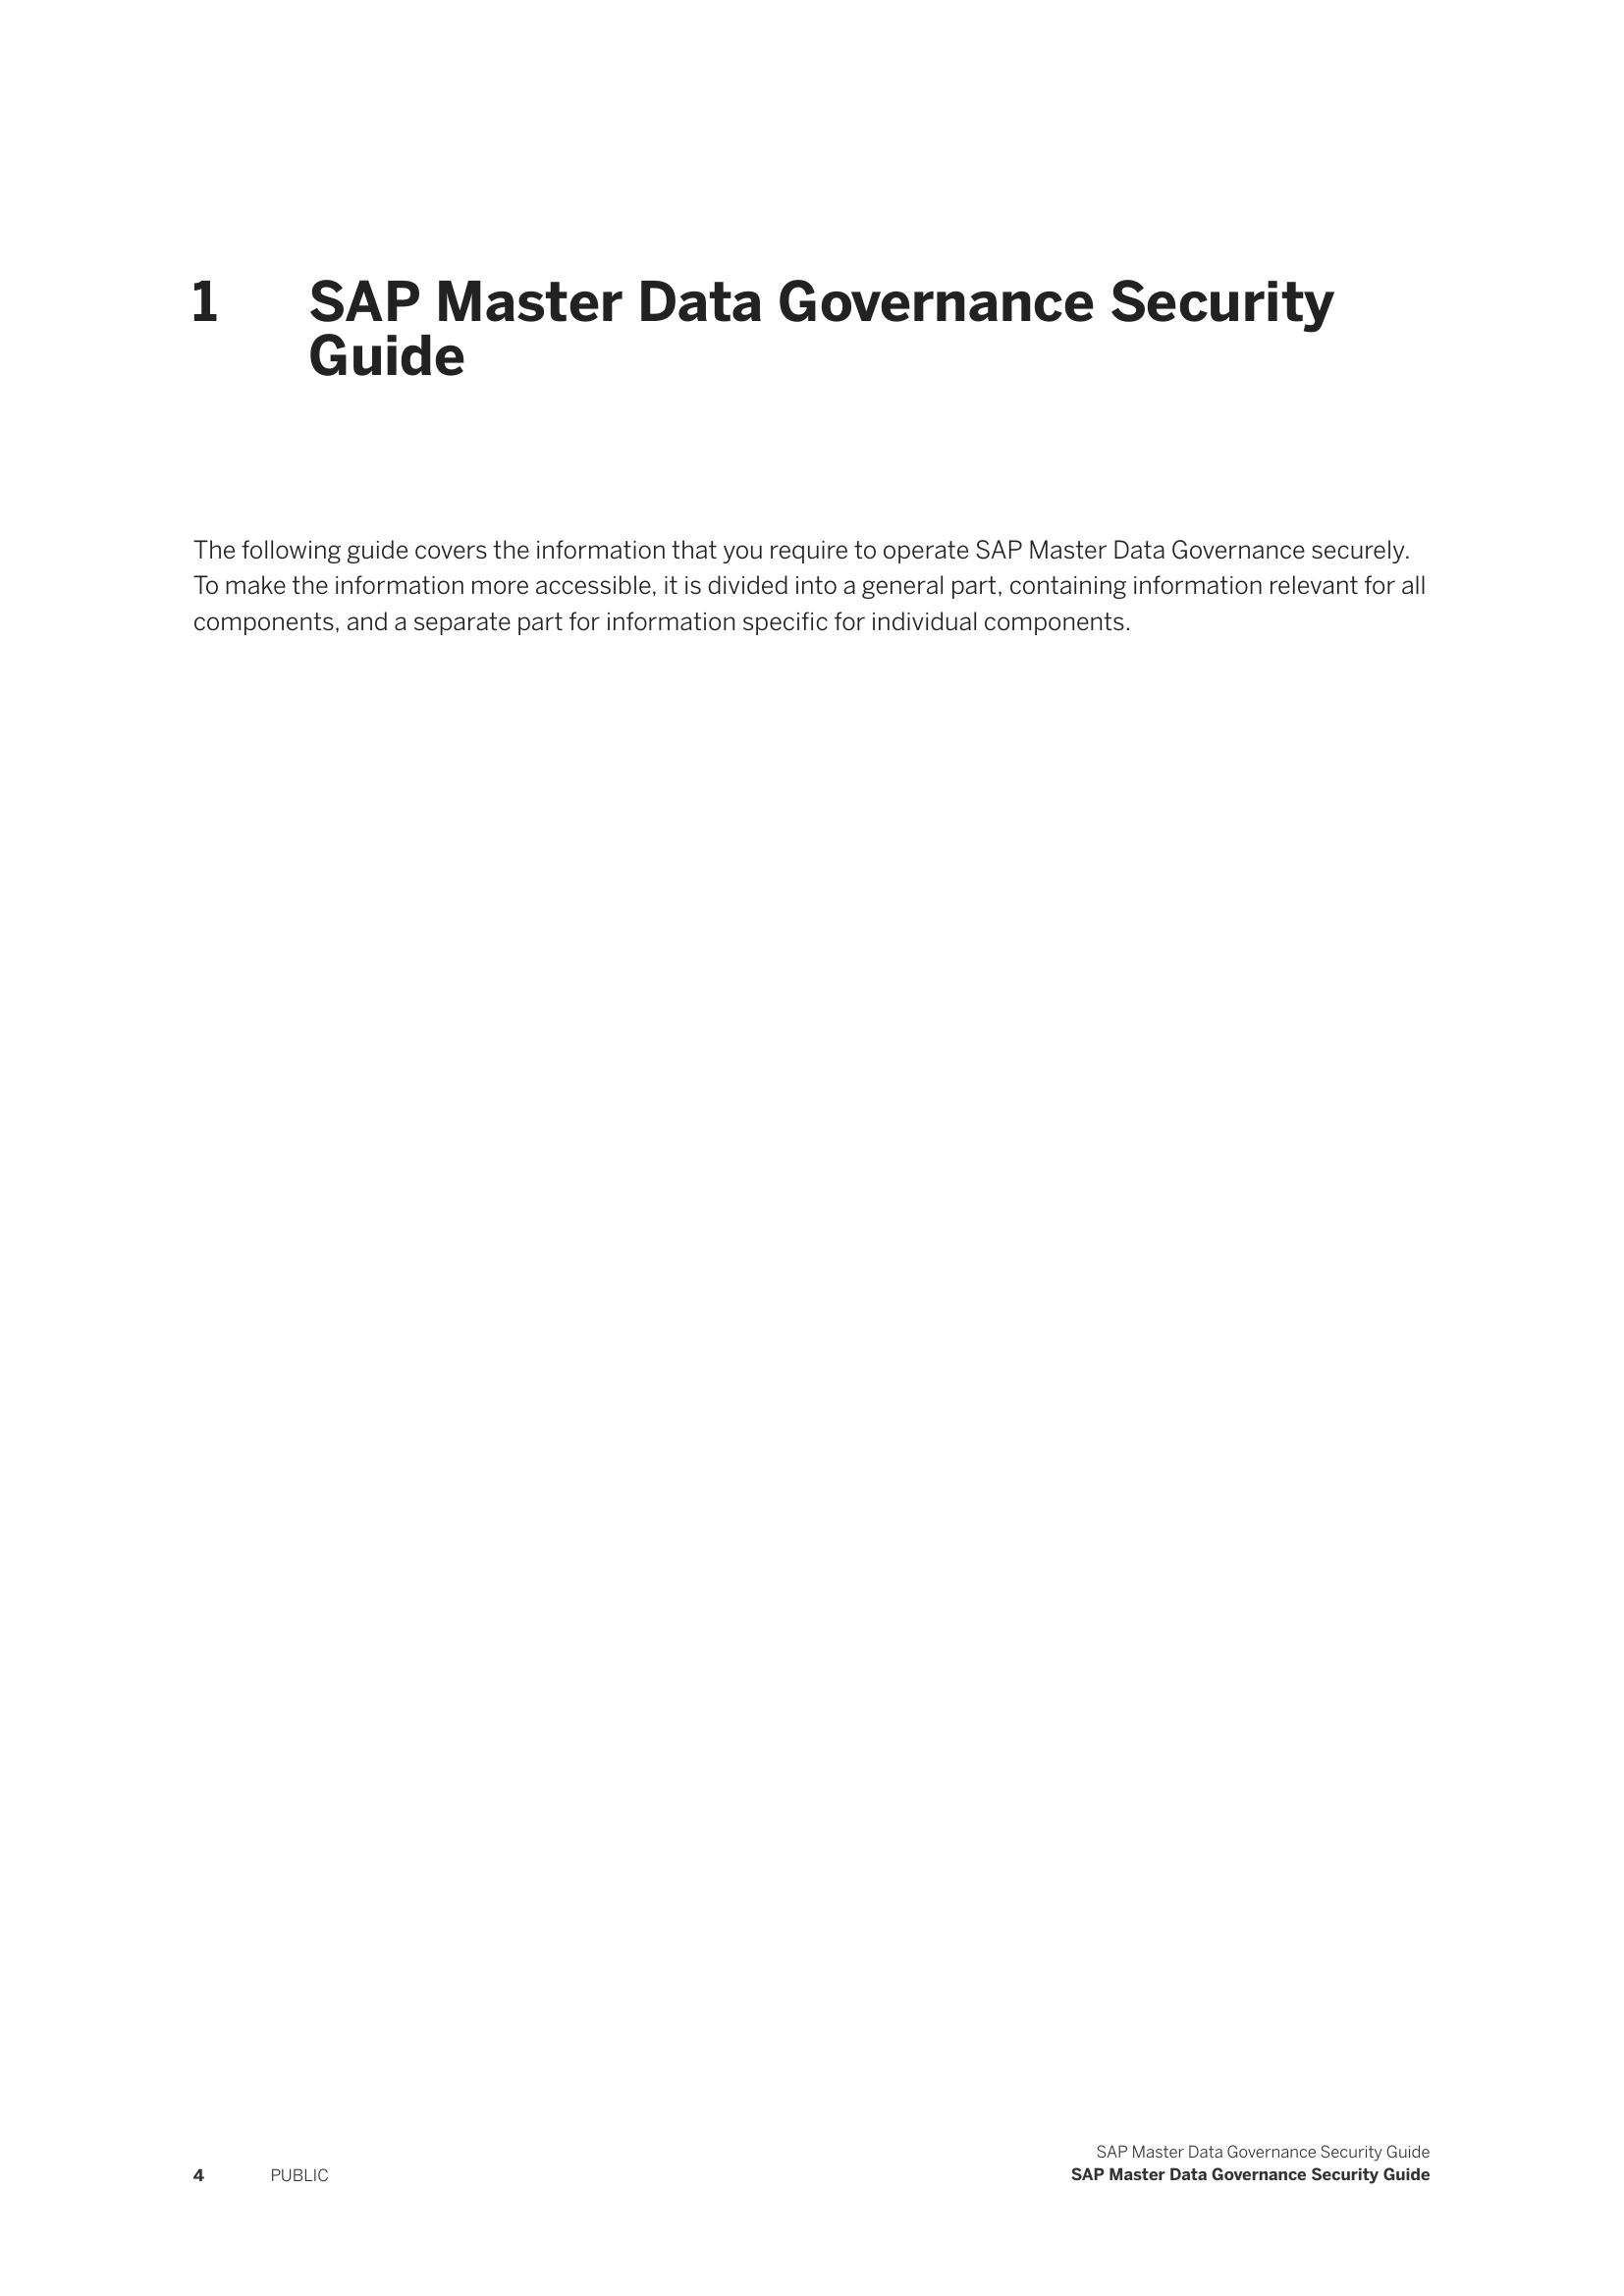 1 SAP Master Data Governance Security
Guide
The following guide covers the information that you require to operate SAP Master Data Governance securely.
To make the information more accessible, it is divided into a general part, containing information relevant for all
components, and a separate part for information specific for individual components.
SAP Master Data Governance Security Guide
4 PUBLIC SAP Master Data Governance Security Guide